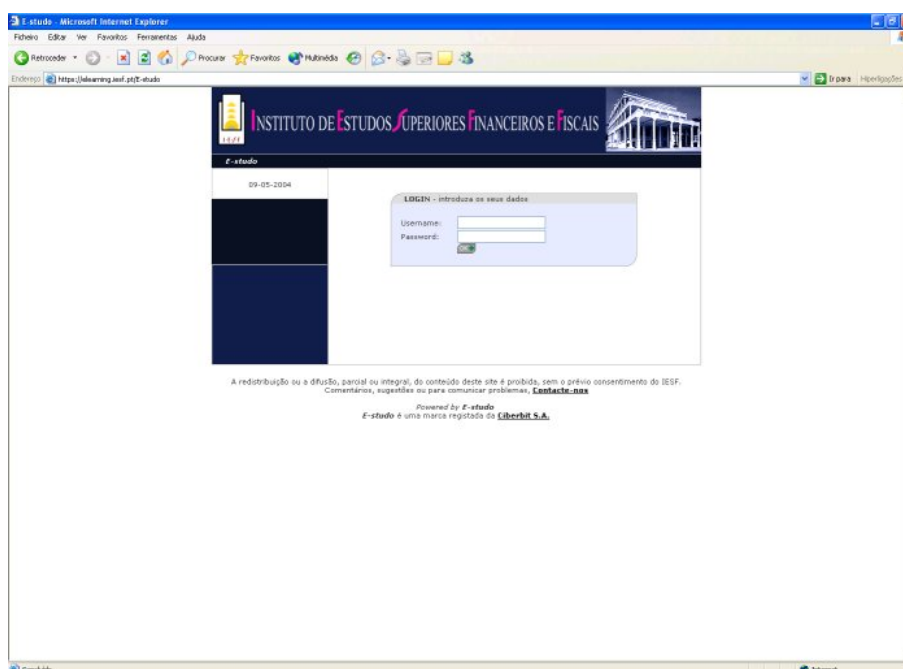 E-studo - Microsoft Internet Explorer
Ficheiro Editar Ver Favoritos Ferramentas Ajuda
Retroceder Procurar Favoritos Multimédia
Endereço https://elearning.iesf.pt/E-studo Ir para Hiperligações
INSTITUTO DE ESTUDOS SUPERIORES FINANCEIROS E FISCAIS
E-studo
09-05-2004
LOGIN - introduza os seus dados
Username:
Password:
A redistribuição ou a difusão, parcial ou integral, do conteúdo deste site é proibida, sem o prévio consentimento do IESF.
Comentários, sugestões ou para comunicar problemas, Contacte-nos
Powered by E-studo
E-studo é uma marca registada da Ciberbit S.A.
Internet